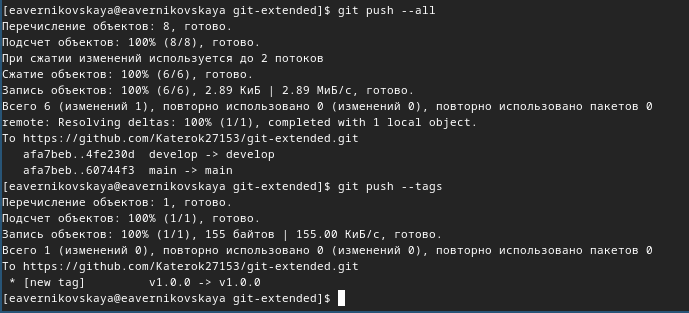 [eavernikovskaya@eavernikovskaya git-extended]$ git push --all
Перечисление объектов: 8, готово.
Подсчет объектов: 100% (8/8), готово.
При сжатии изменений используется до 2 потоков
Сжатие объектов: 100% (6/6), готово.
Запись объектов: 100% (6/6), 2.89 КиБ | 2.89 МиБ/с, готово.
Всего 6 (изменений 1), повторно использовано 0 (изменений 0), повторно использовано пакетов 0
remote: Resolving deltas: 100% (1/1), completed with 1 local object.
To https://github.com/Katerok27153/git-extended.git
   afa7beb..4fe230d  develop -> develop
   afa7beb..60744f3  main -> main
[eavernikovskaya@eavernikovskaya git-extended]$ git push --tags
Перечисление объектов: 1, готово.
Подсчет объектов: 100% (1/1), готово.
Запись объектов: 100% (1/1), 155 байтов | 155.00 КиБ/с, готово.
Всего 1 (изменений 0), повторно использовано 0 (изменений 0), повторно использовано пакетов 0
To https://github.com/Katerok27153/git-extended.git
 * [new tag]         v1.0.0 -> v1.0.0
[eavernikovskaya@eavernikovskaya git-extended]$